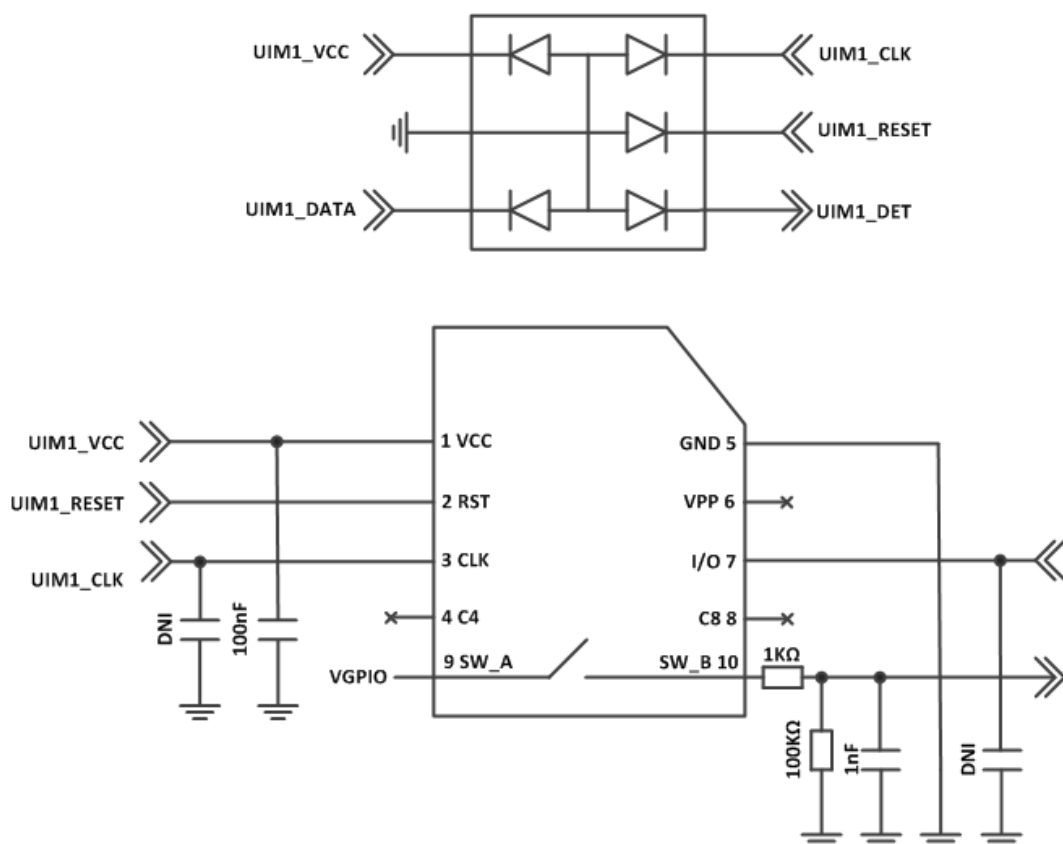 UIM1_VCC
UIM1_CLK
UIM1_RESET
UIM1_DATA
UIM1_DET
UIM1_VCC
1 VCC
GND 5
UIM1_RESET
2 RST
VPP 6
UIM1_CLK
3 CLK
I/O 7
DNI
100nF
4 C4
C8 8
VGPIO
9 SW_A
SW_B 10
1KΩ
100KΩ
1nF
DNI